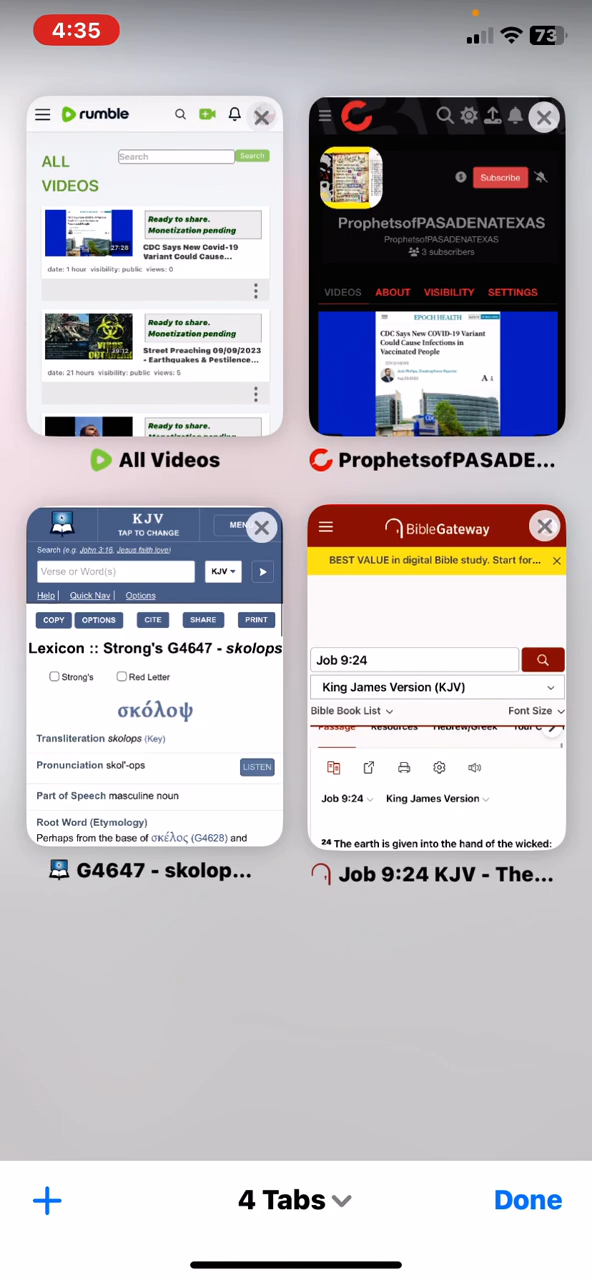 4:35
73
rumble
ALL
VIDEOS
Search
Search
27:28
Ready to share.
Monetization pending
CDC Says New Covid-19
Variant Could Cause...
date: 1 hour visibility: public views: 0
39:12
Ready to share.
Monetization pending
Street Preaching 09/09/2023
- Earthquakes & Pestilence...
date: 21 hours visibility: public views: 5
Ready to share.
Monetization pending
All Videos
Subscribe
ProphetsofPASADENATEXAS
ProphetsofPASADENATEXAS
3 subscribers
VIDEOS ABOUT VISIBILITY SETTINGS
EPOCH HEALTH
CDC Says New COVID-19 Variant
Could Cause Infections in
Vaccinated People
ProphetsofPASADE...
KJV
TAP TO CHANGE
MEN
Search (e.g. John 3:16, Jesus faith love)
Verse or Word(s)
KJV
Help | Quick Nav | Options
COPY OPTIONS CITE SHARE PRINT
Lexicon :: Strong's G4647 - skolops
Strong's Red Letter
σκόλοψ
Transliteration skolops (Key)
Pronunciation skol'-ops
LISTEN
Part of Speech masculine noun
Root Word (Etymology)
Perhaps from the base of σκέλος (G4628) and
G4647 - skolop...
BibleGateway
BEST VALUE in digital Bible study. Start for...
Job 9:24
King James Version (KJV)
Bible Book List Font Size
Passage Resources Hebrew/Greek Your C
Job 9:24 King James Version
24 The earth is given into the hand of the wicked:
Job 9:24 KJV - The...
4 Tabs
Done